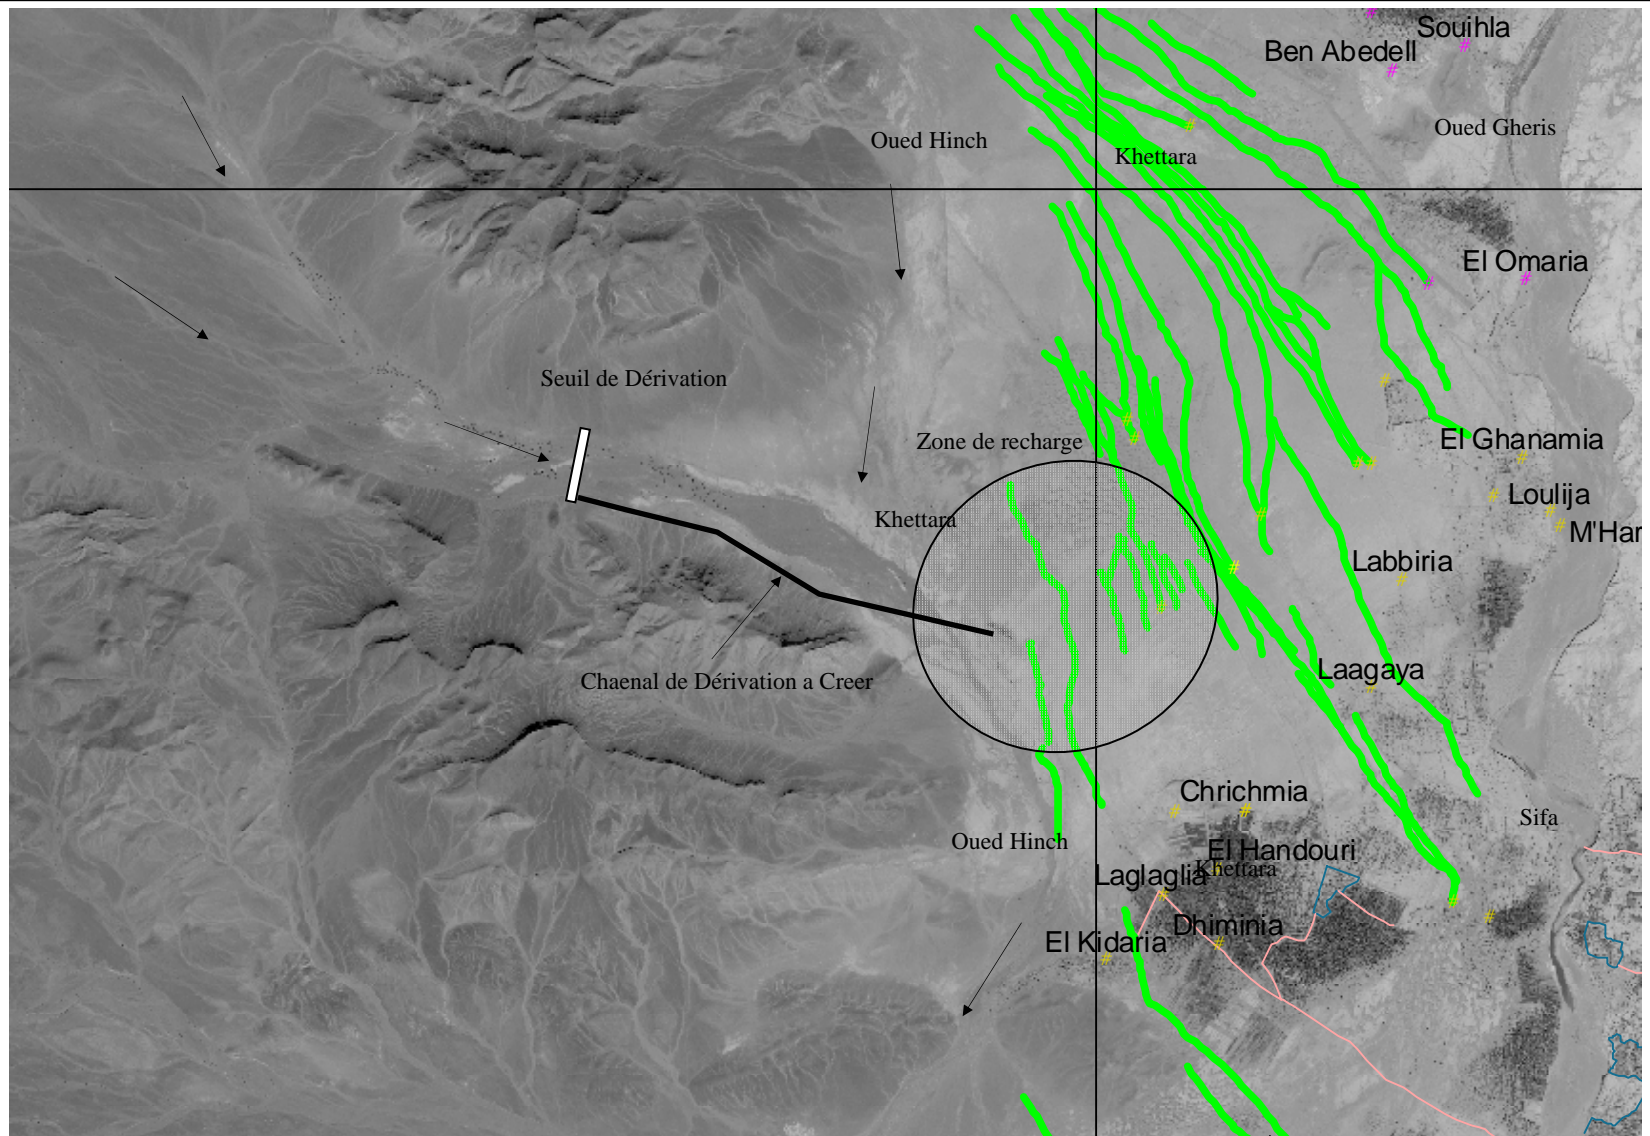 Souihla
Ben Abedell
Oued Gheris
Oued Hinch
Khettara
El Omaria
Seuil de Dérivation
Zone de recharge
El Ghanamia
Loulija
Khettara
M'Har
Labbiria
Laagaya
Chaenal de Dérivation a Creer
Chrichmia
Sifa
Oued Hinch
El Handouri
Khettara
Laglaglia
Dhiminia
El Kidaria